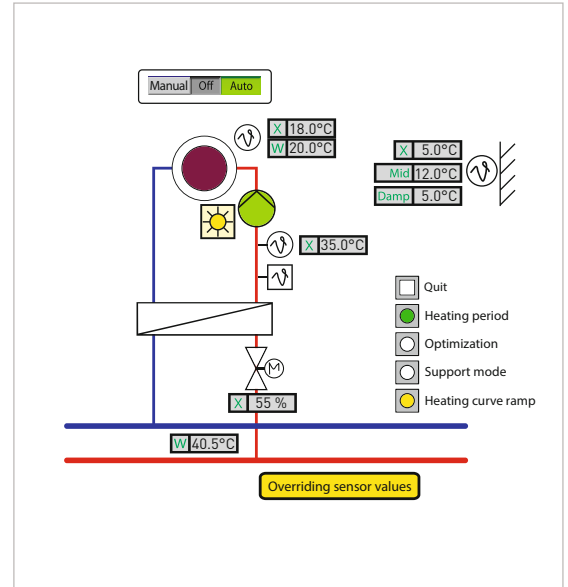 Manual Off Auto
X 18.0°C
W 20.0°C
X 5.0°C
Mid 12.0°C
Damp 5.0°C
X 35.0°C
Quit
Heating period
Optimization
Support mode
Heating curve ramp
M
X 55 %
W 40.5°C
Overriding sensor values